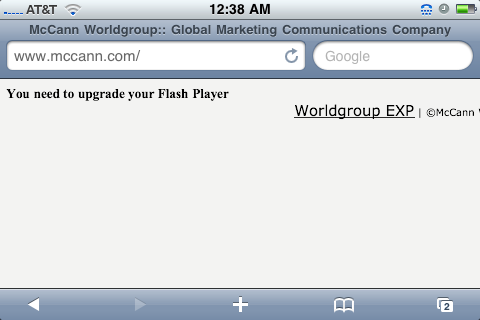 AT&T 12:38 AM
McCann Worldgroup:: Global Marketing Communications Company
www.mccann.com/ Google
You need to upgrade your Flash Player
Worldgroup EXP | ©McCann
2